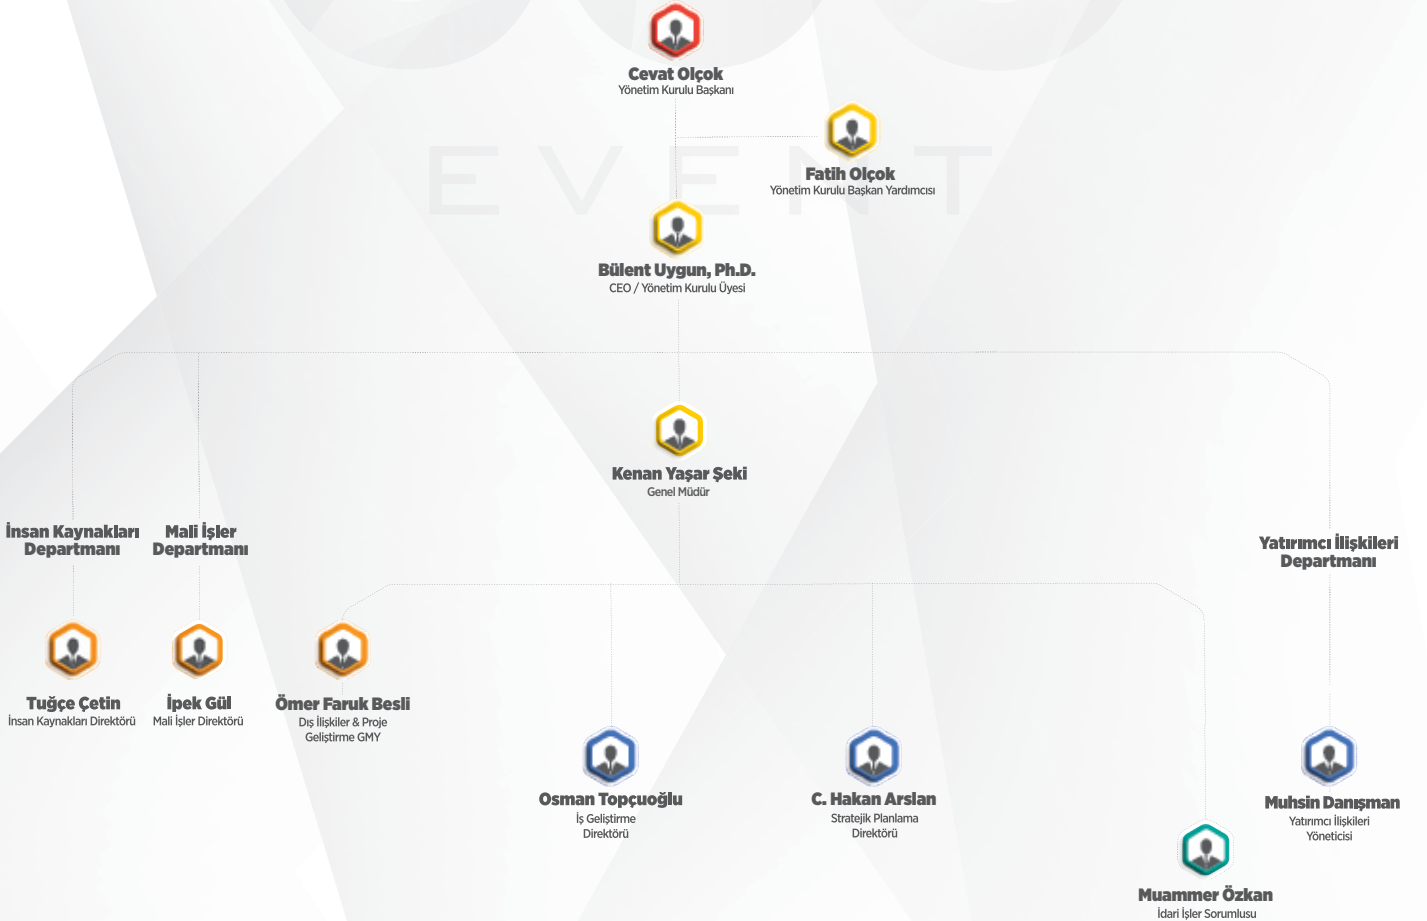 Cevat Olçok
Yönetim Kurulu Başkanı
Fatih Olçok
Yönetim Kurulu Başkan Yardımcısı
EVENT
Bülent Uygun, Ph.D.
CEO / Yönetim Kurulu Üyesi
Kenan Yaşar Şeki
Genel Müdür
İnsan Kaynakları
Departmanı
Mali İşler
Departmanı
Yatırımcı İlişkileri
Departmanı
Tuğçe Çetin
İnsan Kaynakları Direktörü
İpek Gül
Mali İşler Direktörü
Ömer Faruk Besli
Dış İlişkiler & Proje
Geliştirme GMY
Osman Topçuoğlu
İş Geliştirme
Direktörü
C. Hakan Arslan
Stratejik Planlama
Direktörü
Muhsin Danışman
Yatırımcı İlişkileri
Yöneticisi
Muammer Özkan
İdari İşler Sorumlusu